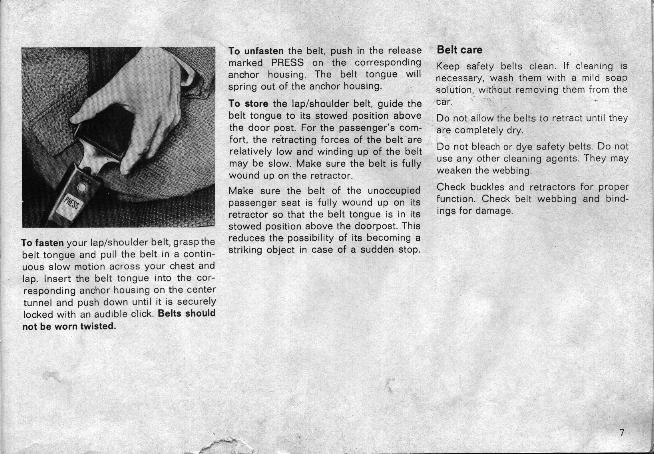 PRESS
To fasten your lap/shoulder belt, grasp the
belt tongue and pull the belt in a contin-
uous slow motion across your chest and
lap. Insert the belt tongue into the cor-
responding anchor housing on the center
tunnel and push down until it is securely
locked with an audible click. Belts should
not be worn twisted.
To unfasten the belt, push in the release
marked PRESS on the corresponding
anchor housing. The belt tongue will
spring out of the anchor housing.
To store the lap/shoulder belt, guide the
belt tongue to its stowed position above
the door post. For the passenger's com-
fort, the retracting forces of the belt are
relatively low and winding up of the belt
may be slow. Make sure the belt is fully
wound up on the retractor.
Make sure the belt of the unoccupied
passenger seat is fully wound up on its
retractor so that the belt tongue is in its
stowed position above the doorpost. This
reduces the possibility of its becoming a
striking object in case of a sudden stop.
Belt care
Keep safety belts clean. If cleaning is
necessary, wash them with a mild soap
solution, without removing them from the
car.
Do not allow the belts to retract until they
are completely dry.
Do not bleach or dye safety belts. Do not
use any other cleaning agents. They may
weaken the webbing.
Check buckles and retractors for proper
function. Check belt webbing and bind-
ings for damage.
7